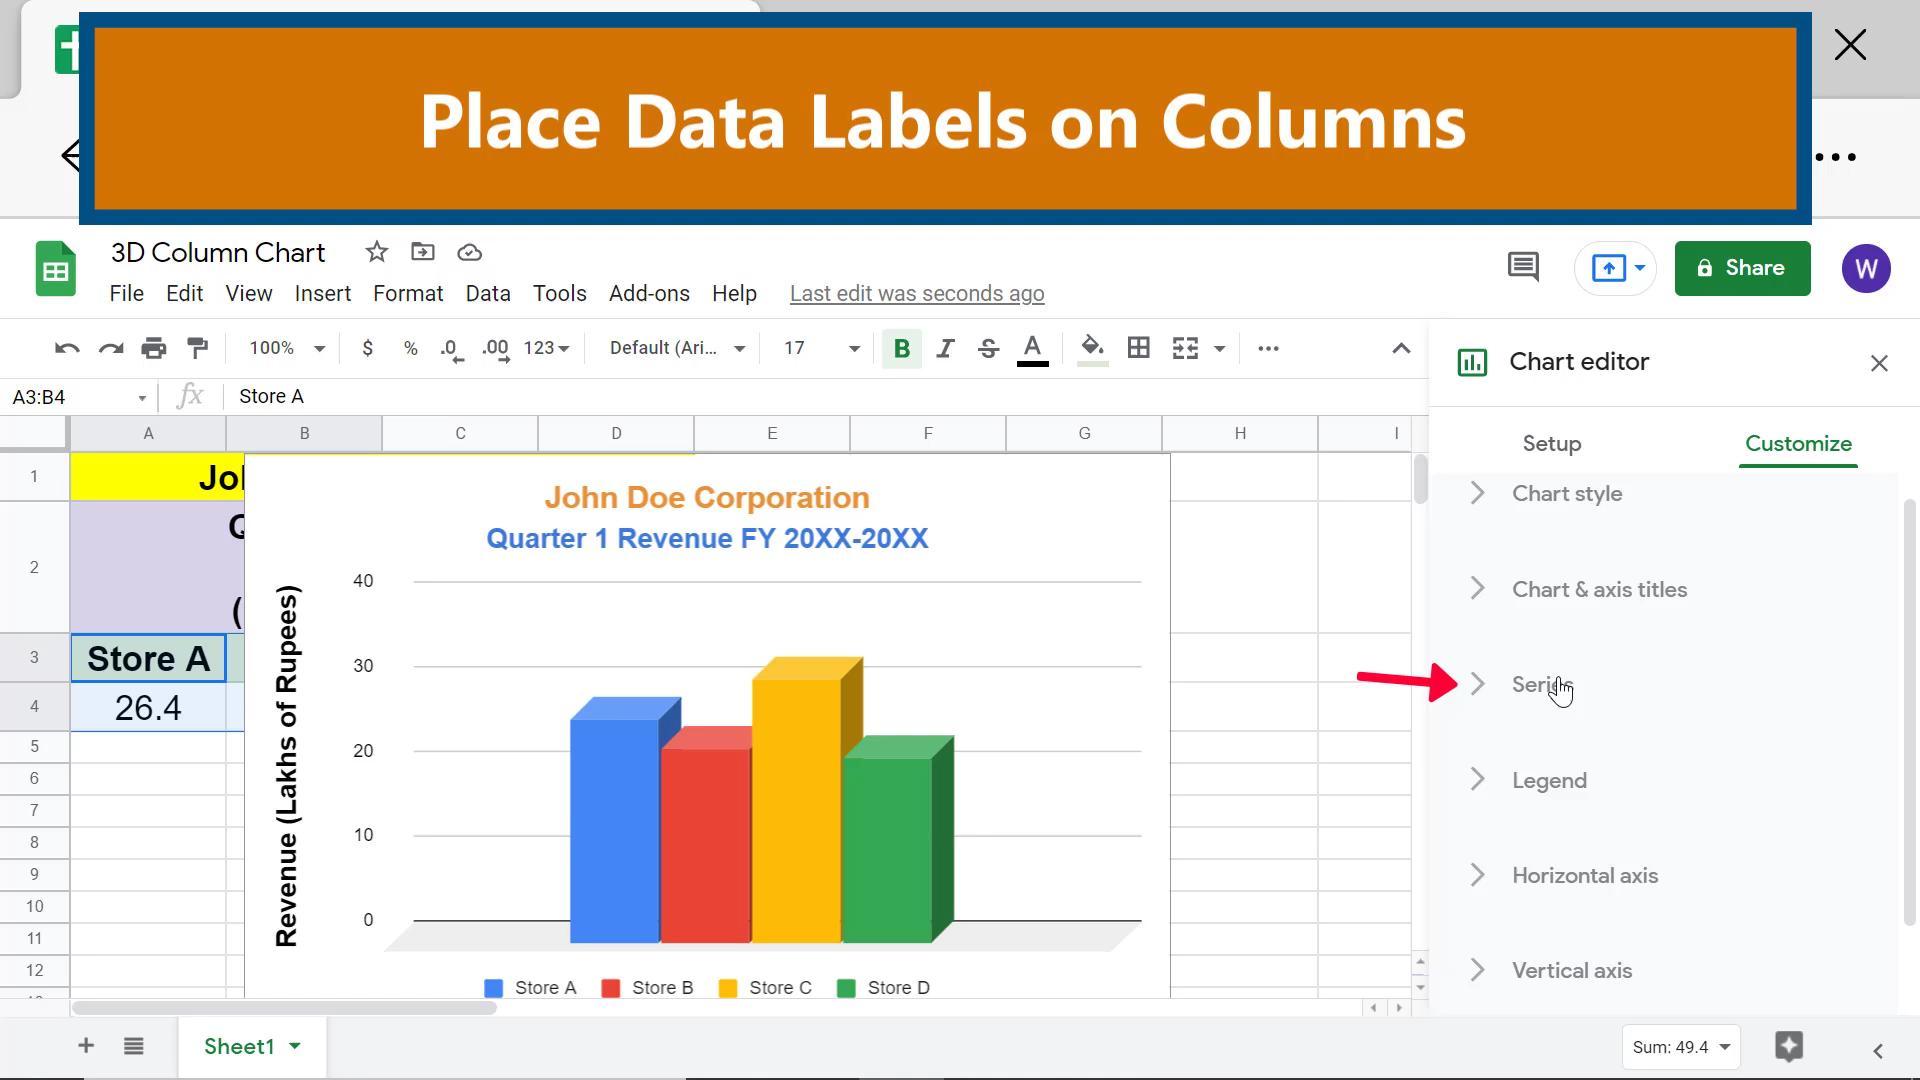 Place Data Labels on Columns
3D Column Chart
File Edit View Insert Format Data Tools Add-ons Help Last edit was seconds ago
Share
W
100% $ % .0 .00 123 Default (Ari... 17 B I S A
Chart editor
A3:B4 fx Store A
Setup Customize
A B C D E F G H I
1
2
3 Store A
4 26.4
5
6
7
8
9
10
11
12
John Doe Corporation
Quarter 1 Revenue FY 20XX-20XX
Revenue (Lakhs of Rupees)
40
30
20
10
0
Store A Store B Store C Store D
Chart style
Chart & axis titles
Series
Legend
Horizontal axis
Vertical axis
Sheet1
Sum: 49.4